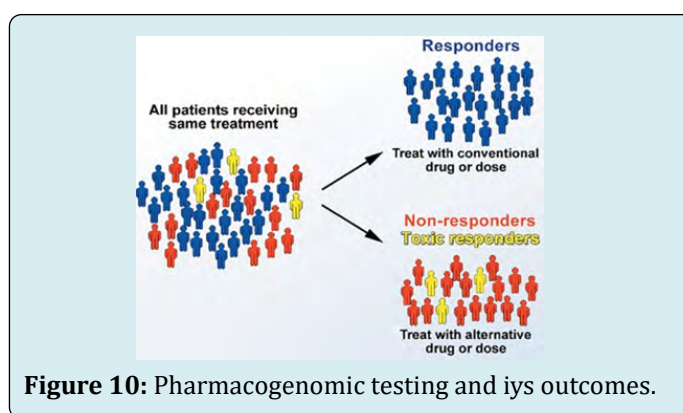 All patients receiving
same treatment
Responders
Treat with conventional
drug or dose
Non-responders
Toxic responders
Treat with alternative
drug or dose
Figure 10: Pharmacogenomic testing and iys outcomes.